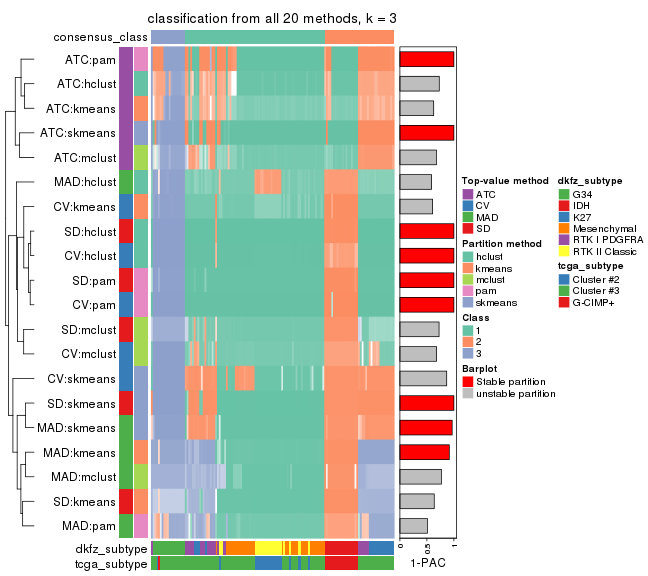 classification from all 20 methods, k = 3
consensus_class
ATC:pam
ATC:hclust
ATC:kmeans
ATC:skmeans
ATC:mclust
MAD:hclust
CV:kmeans
SD:hclust
CV:hclust
SD:pam
CV:pam
SD:mclust
CV:mclust
CV:skmeans
SD:skmeans
MAD:skmeans
MAD:kmeans
MAD:mclust
SD:kmeans
MAD:pam
dkfz_subtype
tcga_subtype
0
0.5
1
1-PAC
Top-value method
ATC
CV
MAD
SD
Partition method
hclust
kmeans
mclust
pam
skmeans
Class
1
2
3
Barplot
Stable partition
unstable partition
dkfz_subtype
G34
IDH
K27
Mesenchymal
RTK I PDGFRA
RTK II Classic
tcga_subtype
Cluster #2
Cluster #3
G-CIMP+